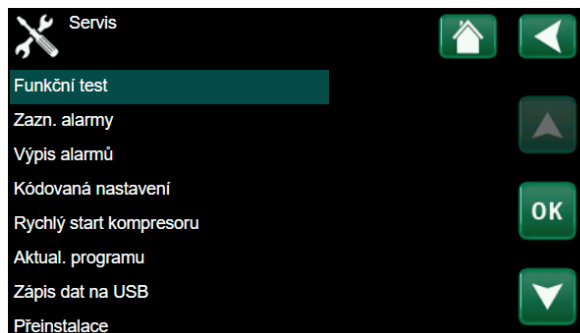 Servis
Funkční test
Zazn. alarmy
Výpis alarmů
Kódovaná nastavení
Rychlý start kompresoru
OK
Aktual. programu
Zápis dat na USB
Přeinstalace